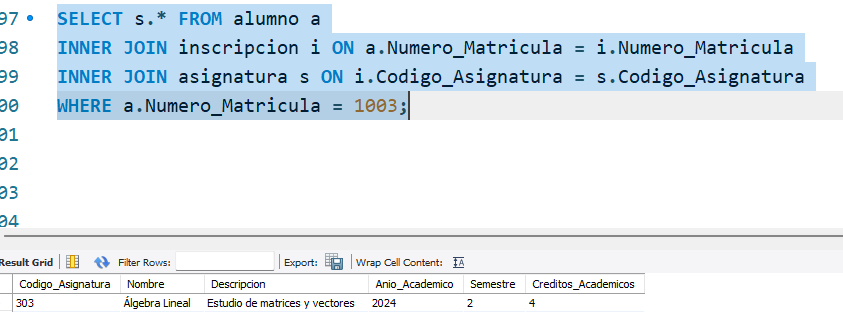 97 SELECT s.* FROM alumno a
98 INNER JOIN inscripcion i ON a.Numero_Matricula = i.Numero_Matricula
99 INNER JOIN asignatura s ON i.Codigo_Asignatura = s.Codigo_Asignatura
00 WHERE a.Numero_Matricula = 1003;
01
02
03
04
Result Grid Filter Rows: Export: Wrap Cell Content:
Codigo_Asignatura Nombre Descripcion Anio_Academico Semestre Creditos_Academicos
303 Álgebra Lineal Estudio de matrices y vectores 2024 2 4